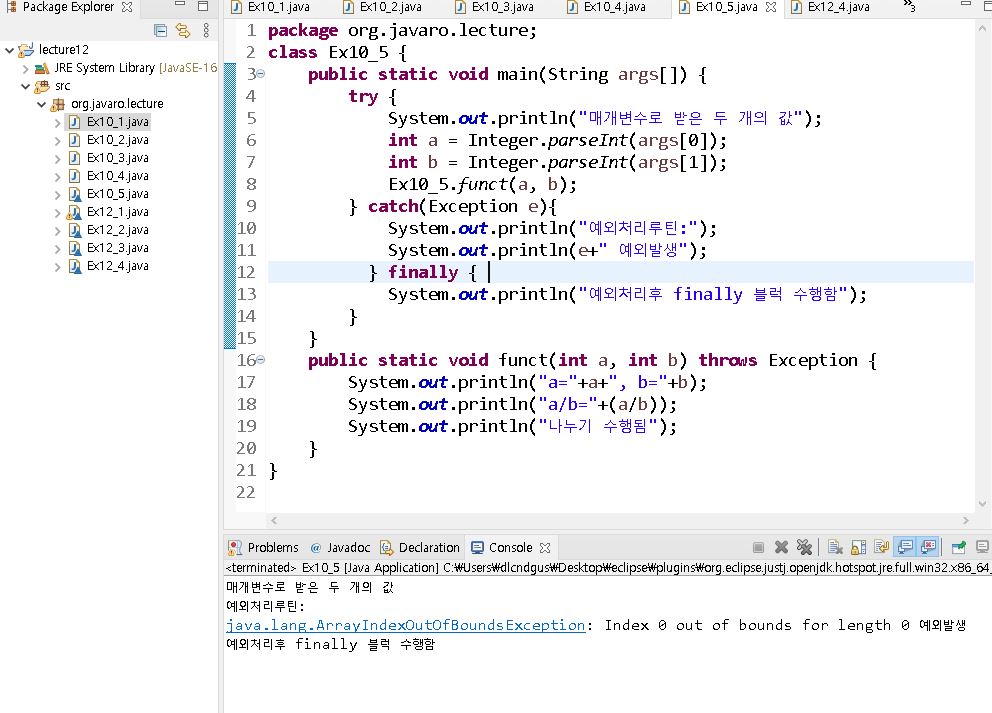 Package Explorer
lecture12
JRE System Library [JavaSE-16
src
org.javaro.lecture
Ex10_1.java
Ex10_2.java
Ex10_3.java
Ex10_4.java
Ex10_5.java
Ex12_1.java
Ex12_2.java
Ex12_3.java
Ex12_4.java
Ex10_1.java Ex10_2.java Ex10_3.java Ex10_4.java Ex10_5.java Ex12_4.java »3
1 package org.javaro.lecture;
2 class Ex10_5 {
3 public static void main(String args[]) {
4 try {
5 System.out.println("매개변수로 받은 두 개의 값");
6 int a = Integer.parseInt(args[0]);
7 int b = Integer.parseInt(args[1]);
8 Ex10_5.funct(a, b);
9 } catch(Exception e){
10 System.out.println("예외처리루틴:");
11 System.out.println(e+" 예외발생");
12 } finally {
13 System.out.println("예외처리후 finally 블럭 수행함");
14 }
15 }
16 public static void funct(int a, int b) throws Exception {
17 System.out.println("a="+a+", b="+b);
18 System.out.println("a/b="+(a/b));
19 System.out.println("나누기 수행됨");
20 }
21 }
22
Problems @ Javadoc Declaration Console
<terminated> Ex10_5 [Java Application] C:₩Users₩dlcndgus₩Desktop₩eclipse₩plugins₩org.eclipse.justj.openjdk.hotspot.jre.full.win32.x86_64_
매개변수로 받은 두 개의 값
예외처리루틴:
java.lang.ArrayIndexOutOfBoundsException: Index 0 out of bounds for length 0 예외발생
예외처리후 finally 블럭 수행함